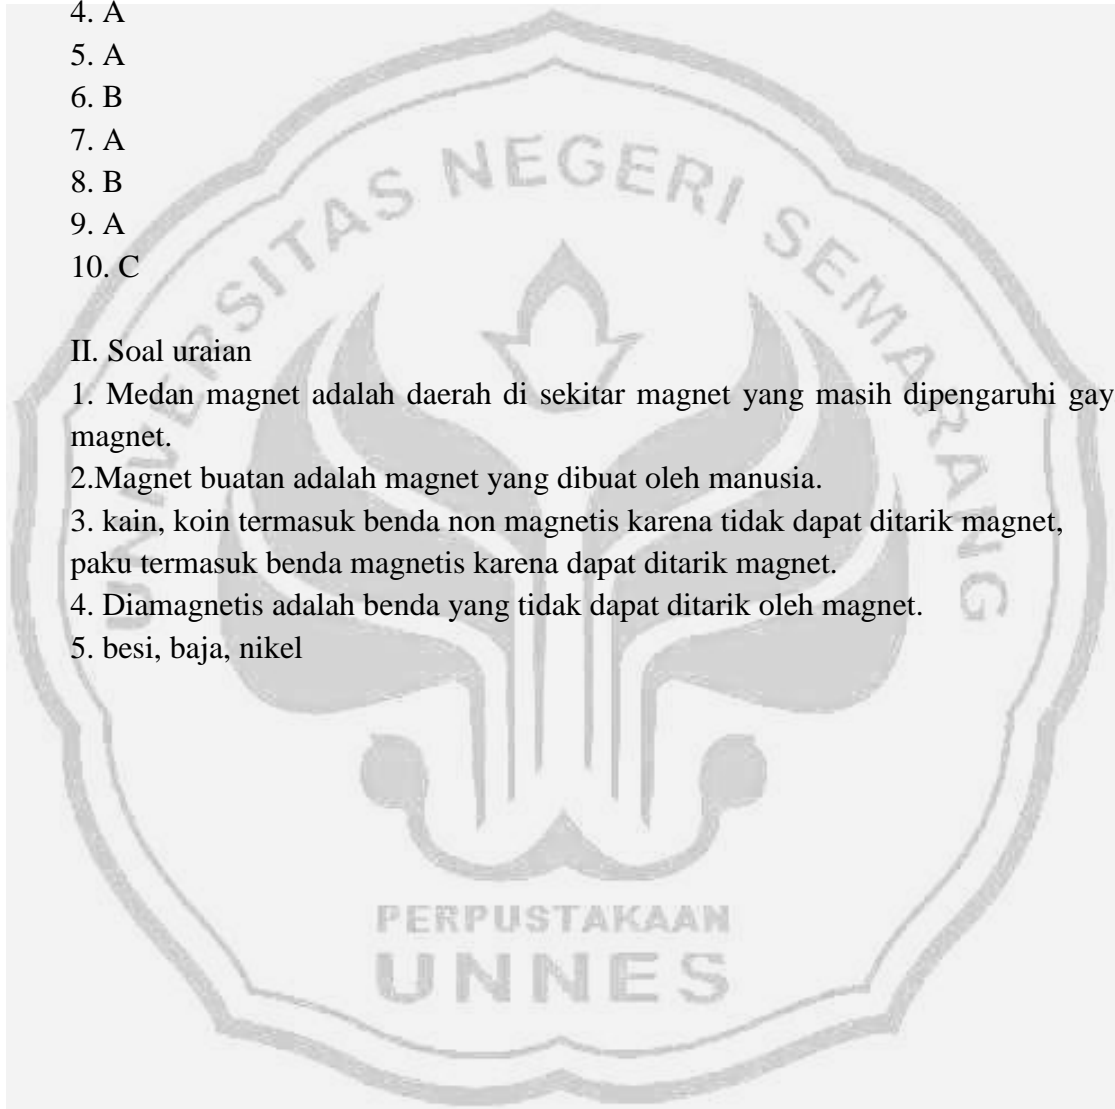 4. A
5. A
6. B
7. A
8. B
9. A
10. C
II. Soal uraian
1. Medan magnet adalah daerah di sekitar magnet yang masih dipengaruhi gay
magnet.
2.Magnet buatan adalah magnet yang dibuat oleh manusia.
3. kain, koin termasuk benda non magnetis karena tidak dapat ditarik magnet,
paku termasuk benda magnetis karena dapat ditarik magnet.
4. Diamagnetis adalah benda yang tidak dapat ditarik oleh magnet.
5. besi, baja, nikel
UNIVERSITAS NEGERI SEMARANG
PERPUSTAKAAN
UNNES